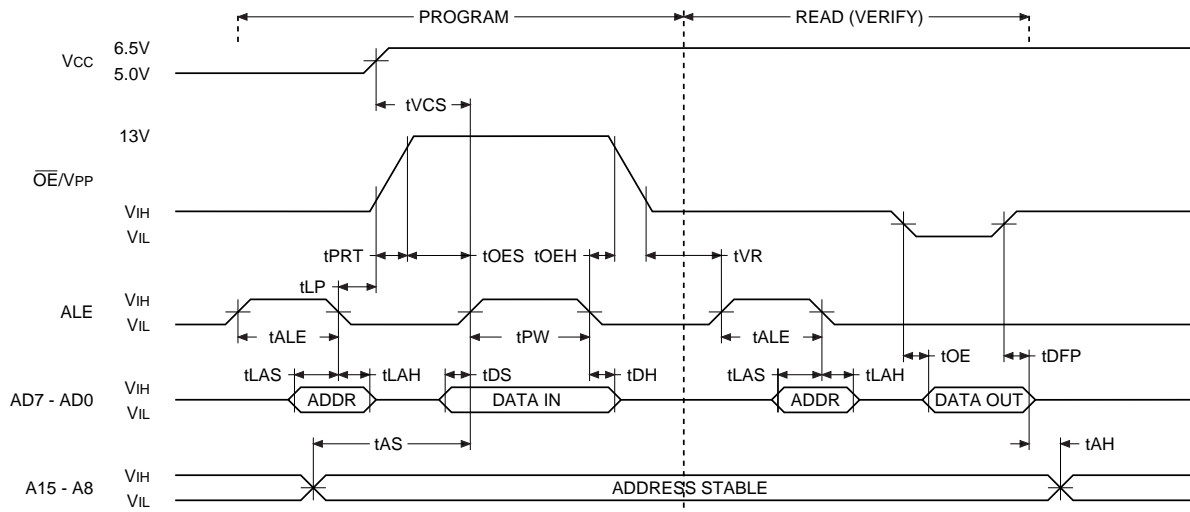 PROGRAM READ (VERIFY)
6.5V
VCC
5.0V
tVCS
13V
OE/VPP
VIH
VIL
tPRT tOES tOEH tVR
tLP
VIH
ALE
VIL
tALE tPW tALE tOE tDFP
tLAS tLAH tDS tDH tLAS tLAH
VIH
AD7 - AD0 ADDR DATA IN ADDR DATA OUT
VIL
tAS tAH
VIH
A15 - A8 ADDRESS STABLE
VIL